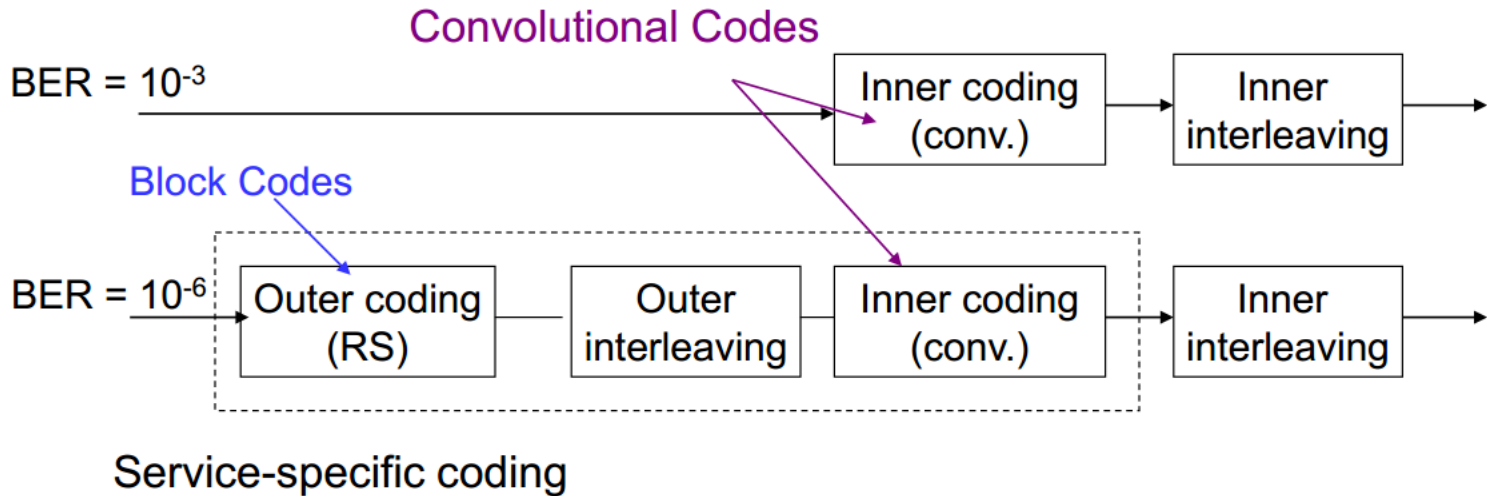 Convolutional Codes
BER = 10⁻³
Inner coding
(conv.)
Inner
interleaving
Block Codes
BER = 10⁻⁶
Outer coding
(RS)
Outer
interleaving
Inner coding
(conv.)
Inner
interleaving
Service-specific coding